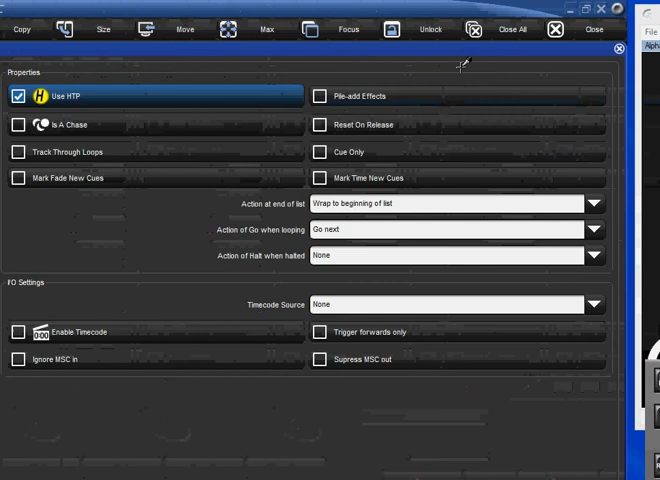 Copy Size Move Max Focus Unlock Close All Close
File
Properties
H Use HTP Pile-add Effects
Is A Chase Reset On Release
Track Through Loops Cue Only
Mark Fade New Cues Mark Time New Cues
Action at end of list Wrap to beginning of list
Action of Go when looping Go next
Action of Halt when halted None
I/O Settings
Timecode Source None
0:00 Enable Timecode Trigger forwards only
Ignore MSC in Supress MSC out